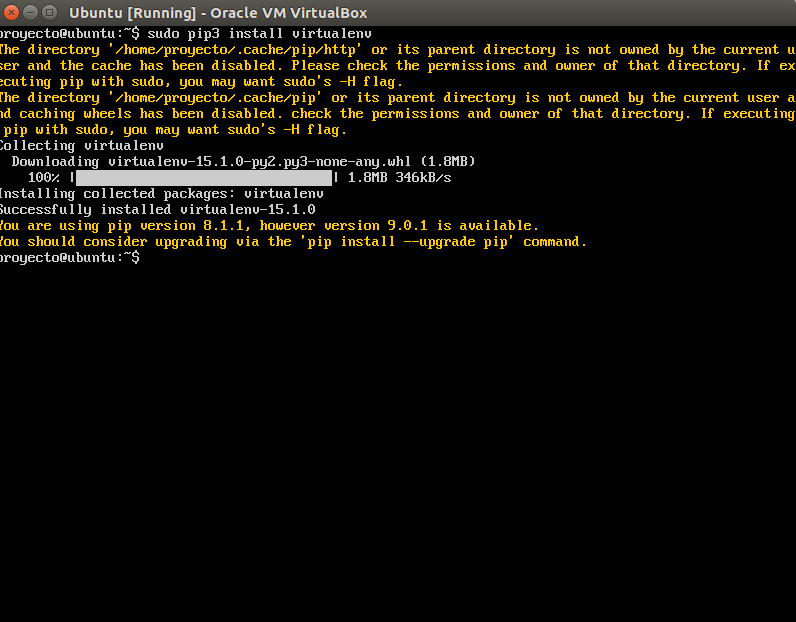 Ubuntu [Running] - Oracle VM VirtualBox
proyecto@ubuntu:~$ sudo pip3 install virtualenv
The directory '/home/proyecto/.cache/pip/http' or its parent directory is not owned by the current u
ser and the cache has been disabled. Please check the permissions and owner of that directory. If ex
ecuting pip with sudo, you may want sudo's -H flag.
The directory '/home/proyecto/.cache/pip' or its parent directory is not owned by the current user a
nd caching wheels has been disabled. check the permissions and owner of that directory. If executing
 pip with sudo, you may want sudo's -H flag.
Collecting virtualenv
  Downloading virtualenv-15.1.0-py2.py3-none-any.whl (1.8MB)
    100% |████████████████████████████████| 1.8MB 346kB/s
Installing collected packages: virtualenv
Successfully installed virtualenv-15.1.0
You are using pip version 8.1.1, however version 9.0.1 is available.
You should consider upgrading via the 'pip install --upgrade pip' command.
proyecto@ubuntu:~$